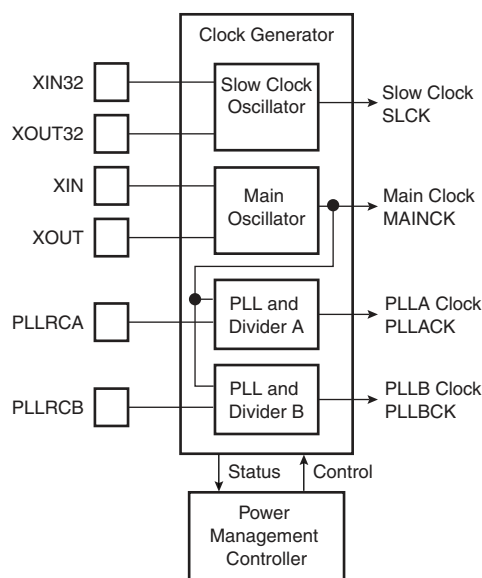 Clock Generator
XIN32
Slow Clock
Oscillator
Slow Clock
SLCK
XOUT32
XIN
Main
Oscillator
Main Clock
MAINCK
XOUT
PLLRCA
PLL and
Divider A
PLLA Clock
PLLACK
PLLRCB
PLL and
Divider B
PLLB Clock
PLLBCK
Status
Control
Power
Management
Controller